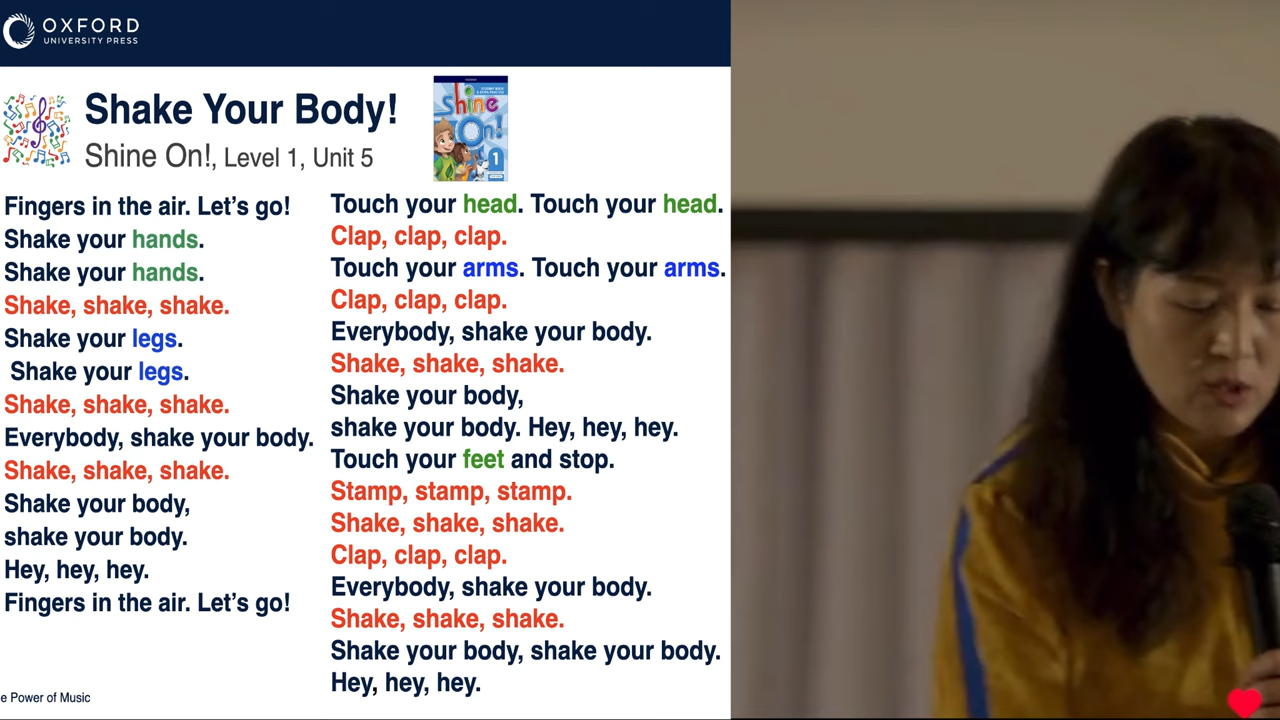 OXFORD
UNIVERSITY PRESS
Shake Your Body!
Shine On!, Level 1, Unit 5
Shine
On!
1
Fingers in the air. Let's go!
Shake your hands.
Shake your hands.
Shake, shake, shake.
Shake your legs.
Shake your legs.
Shake, shake, shake.
Everybody, shake your body.
Shake, shake, shake.
Shake your body,
shake your body.
Hey, hey, hey.
Fingers in the air. Let's go!
Touch your head. Touch your head.
Clap, clap, clap.
Touch your arms. Touch your arms.
Clap, clap, clap.
Everybody, shake your body.
Shake, shake, shake.
Shake your body,
shake your body. Hey, hey, hey.
Touch your feet and stop.
Stamp, stamp, stamp.
Shake, shake, shake.
Clap, clap, clap.
Everybody, shake your body.
Shake, shake, shake.
Shake your body, shake your body.
Hey, hey, hey.
e Power of Music